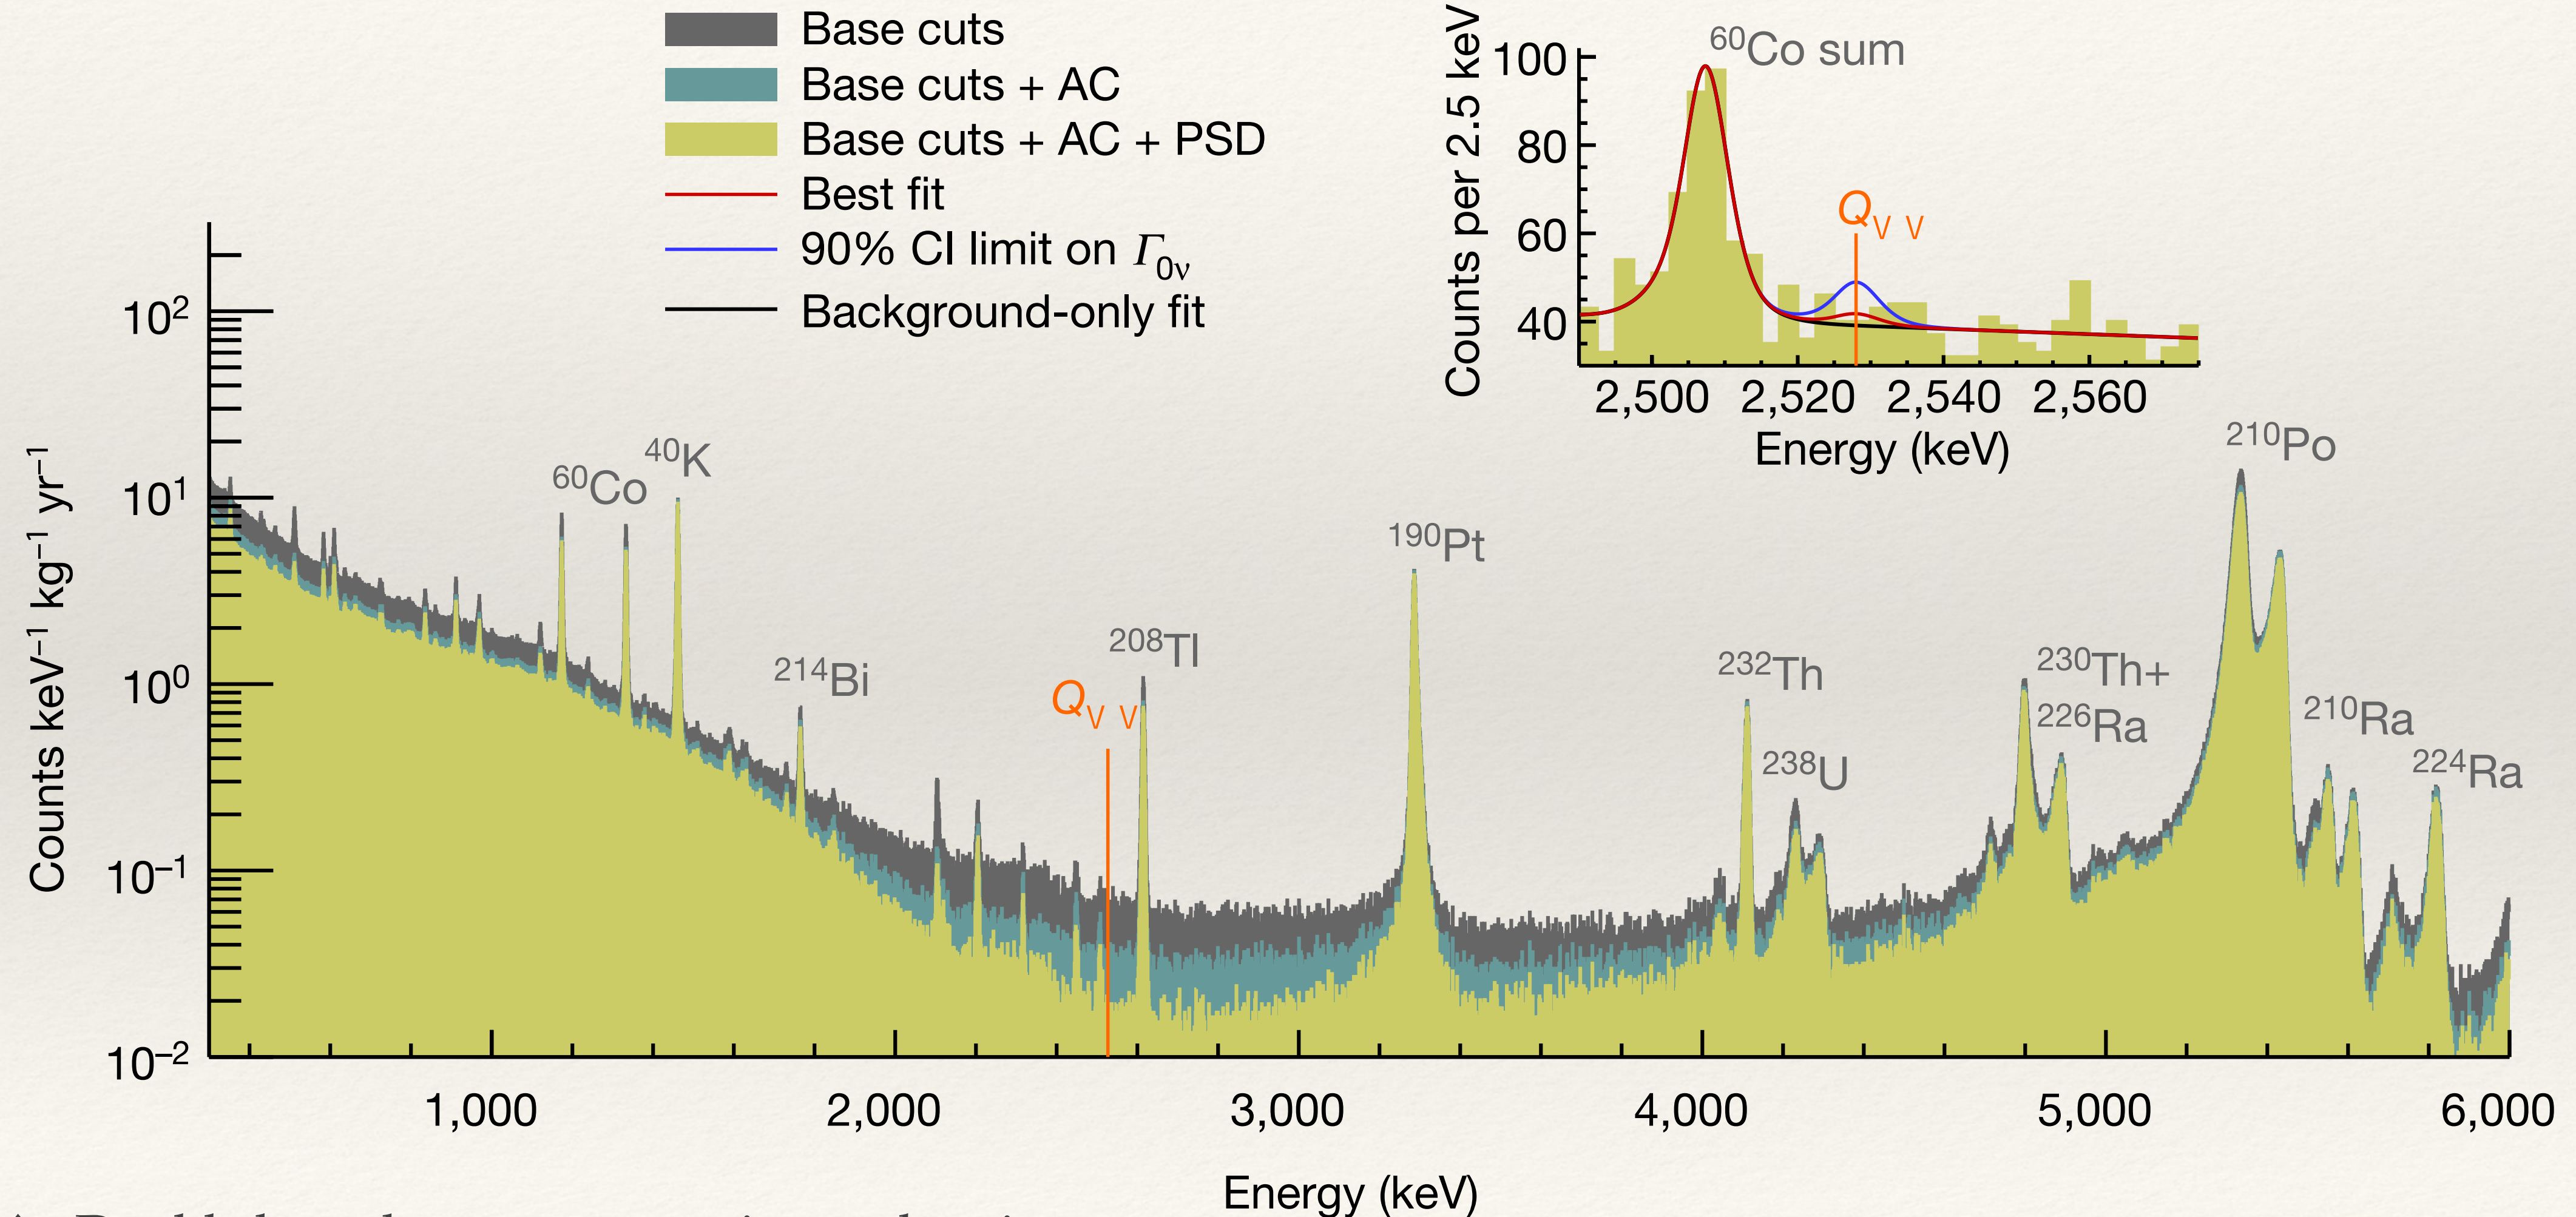 Base cuts
Base cuts + AC
Base cuts + AC + PSD
Best fit
90% CI limit on Γ0ν
Background-only fit
Counts per 2.5 keV
100
80
60
40
60Co sum
Qνν
2,500 2,520 2,540 2,560
Energy (keV)
Counts keV−1 kg−1 yr−1
10²
10¹
10⁰
10−1
10−2
60Co
40K
214Bi
Qνν
208Tl
190Pt
232Th
238U
230Th+
226Ra
210Po
210Ra
224Ra
1,000 2,000 3,000 4,000 5,000 6,000
Energy (keV)